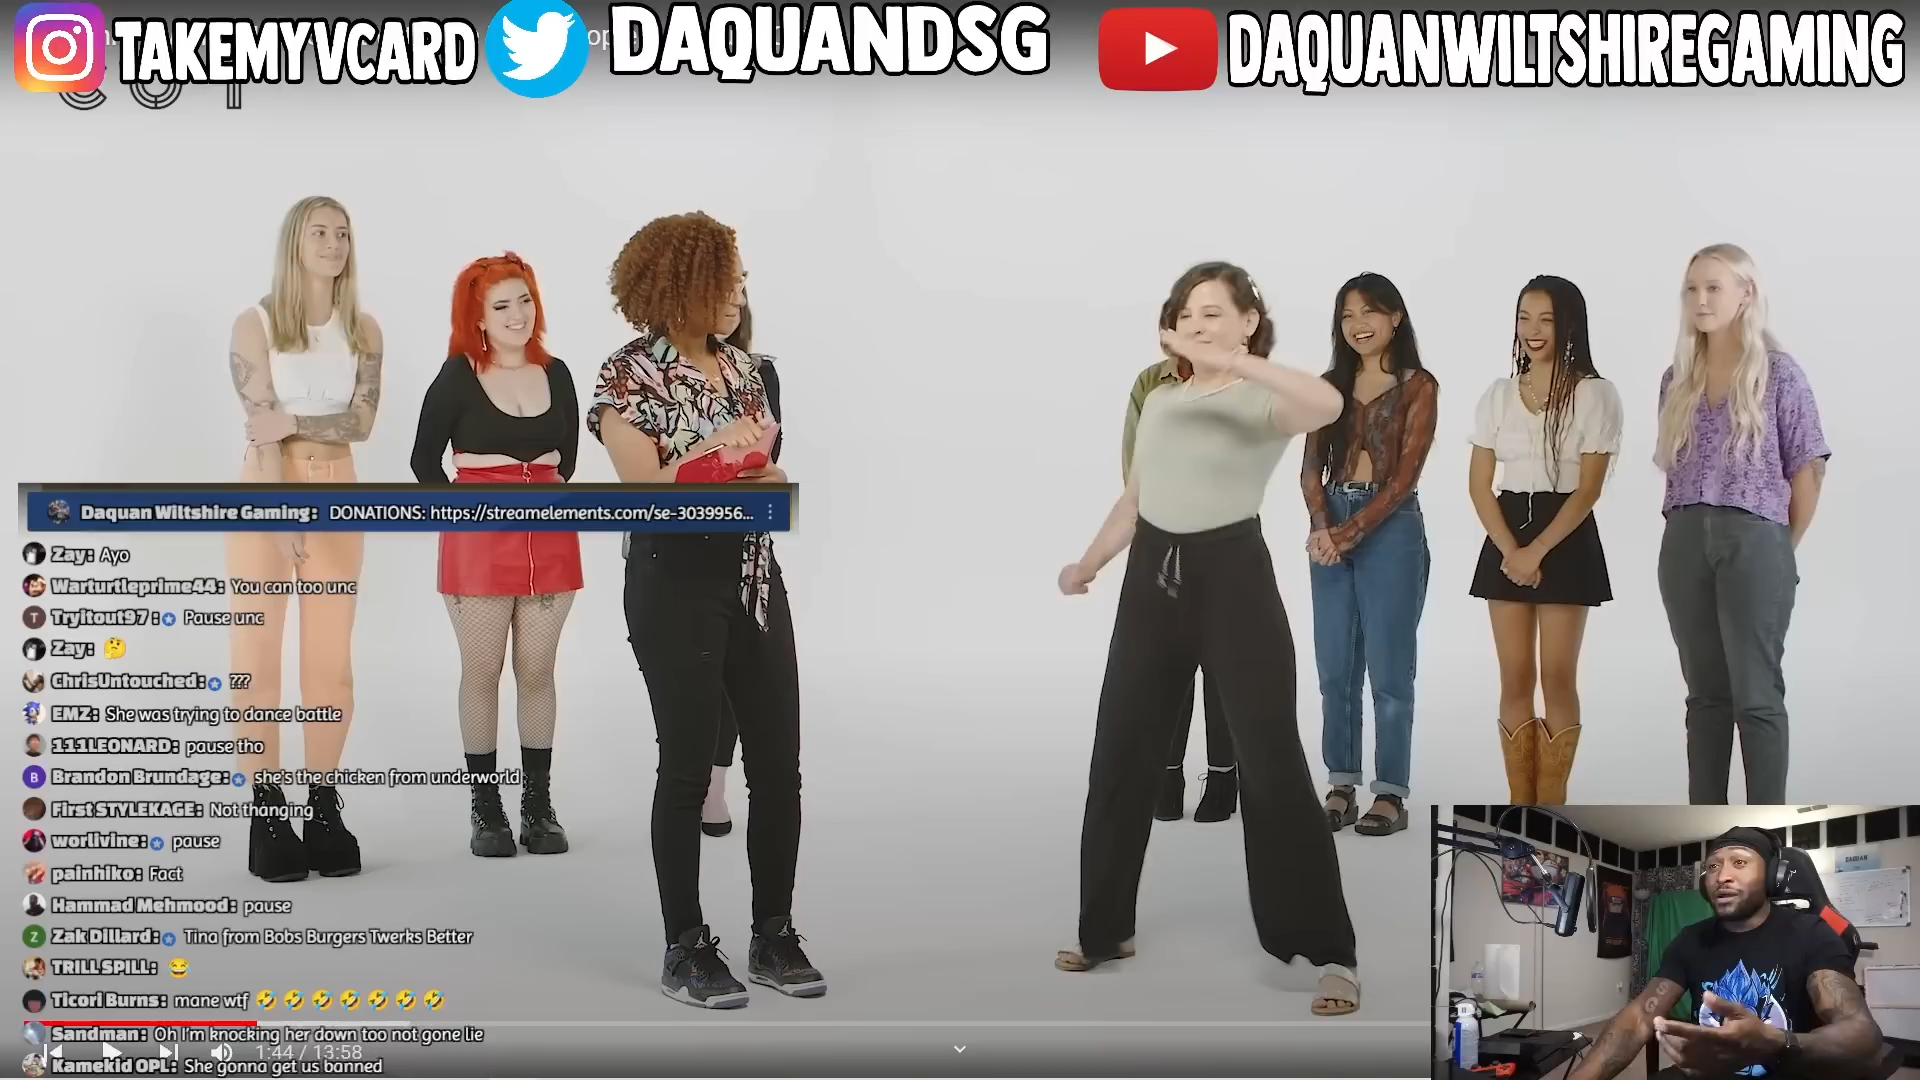 TAKEMYVCARD
DAQUANDSG
DAQUANWILTSHIREGAMING
CUT
Daquan Wiltshire Gaming: DONATIONS: https://streamelements.com/se-3039956...
Zay: Ayo
Warturtleprime44: You can too unc
Tryitout97: Pause unc
Zay: 🤔
ChrisUntouched: ???
EMZ: She was trying to dance battle
111LEONARD: pause tho
Brandon Brundage: she's the chicken from underworld
First STYLEKAGE: Not thanging
worlivine: pause
painhiko: Fact
Hammad Mehmood: pause
Zak Dillard: Tina from Bobs Burgers Twerks Better
TRILL SPILL: 😂
Ticori Burns: mane wtf 🤣🤣🤣🤣🤣🤣🤣
Sandman: Oh I'm knocking her down too not gone lie
1:44 / 13:58
Kamekid OPL: She gonna get us banned
DAQUAN